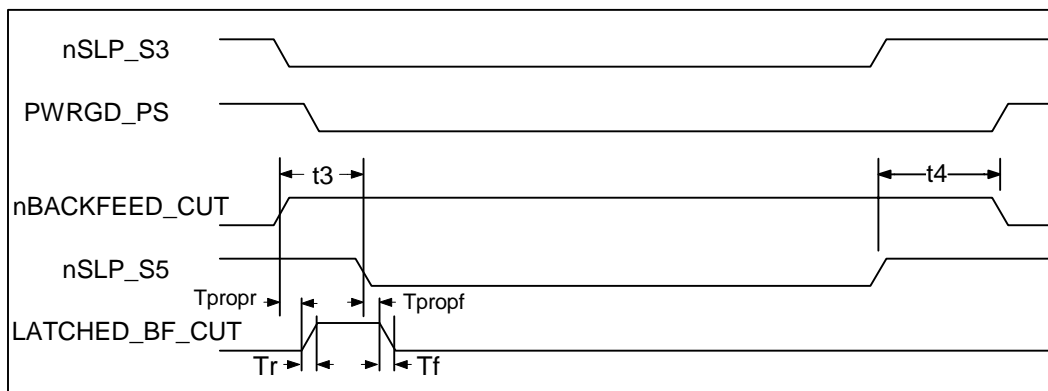 nSLP_S3
PWRGD_PS
t3
t4
nBACKFEED_CUT
nSLP_S5
Tpropr
Tpropf
LATCHED_BF_CUT
Tr
Tf